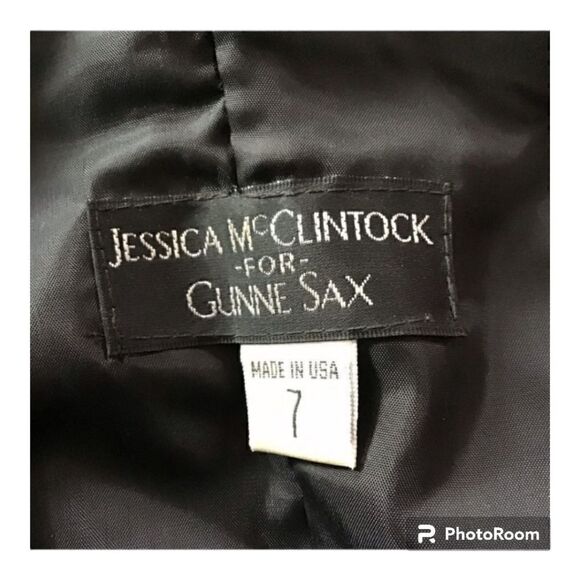 JESSICA McCLINTOCK
-FOR-
GUNNE SAX
MADE IN USA
7
PhotoRoom